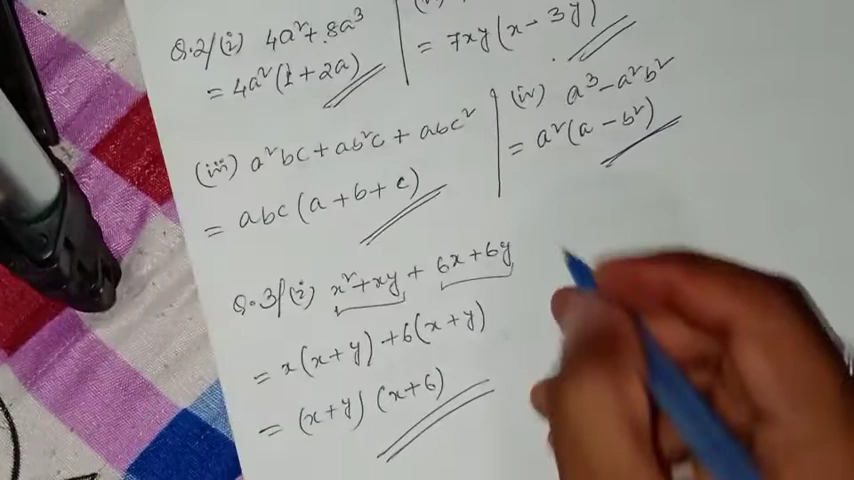 Q.2/(i) 4a²+8a³
= 4a²(1+2a)
= 7xy(x-3y)
(iii) a²bc+ab²c+abc²
= abc(a+b+c)
(iv) a³-a²b²
= a²(a-b²)
Q.3/(i) x²+xy+6x+6y
= x(x+y)+6(x+y)
= (x+y)(x+6)